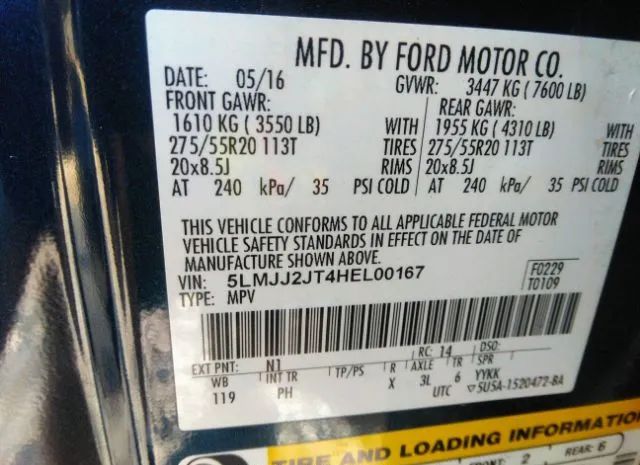 MFD. BY FORD MOTOR CO.
DATE: 05/16 GVWR: 3447 KG ( 7600 LB)
FRONT GAWR: REAR GAWR:
1610 KG ( 3550 LB) WITH 1955 KG ( 4310 LB)
275/55R20 113T TIRES 275/55R20 113T
20x8.5J RIMS 20x8.5J
AT 240 kPa/ 35 PSI COLD AT 240 kPa/ 35 PSI COLD
THIS VEHICLE CONFORMS TO ALL APPLICABLE FEDERAL MOTOR
VEHICLE SAFETY STANDARDS IN EFFECT ON THE DATE OF
MANUFACTURE SHOWN ABOVE.
VIN: 5LMJJ2JT4HEL00167 F0229
TYPE: MPV T0109
RC: 14 DSO:
EXT PNT: N1
WB INT TR TP/PS R AXLE TR SPR
119 PH X 3L 6 YYKK
UTC 5U5A-1520472-BA
TIRE AND LOADING INFORMATION
FRONT: 2 REAR: 6